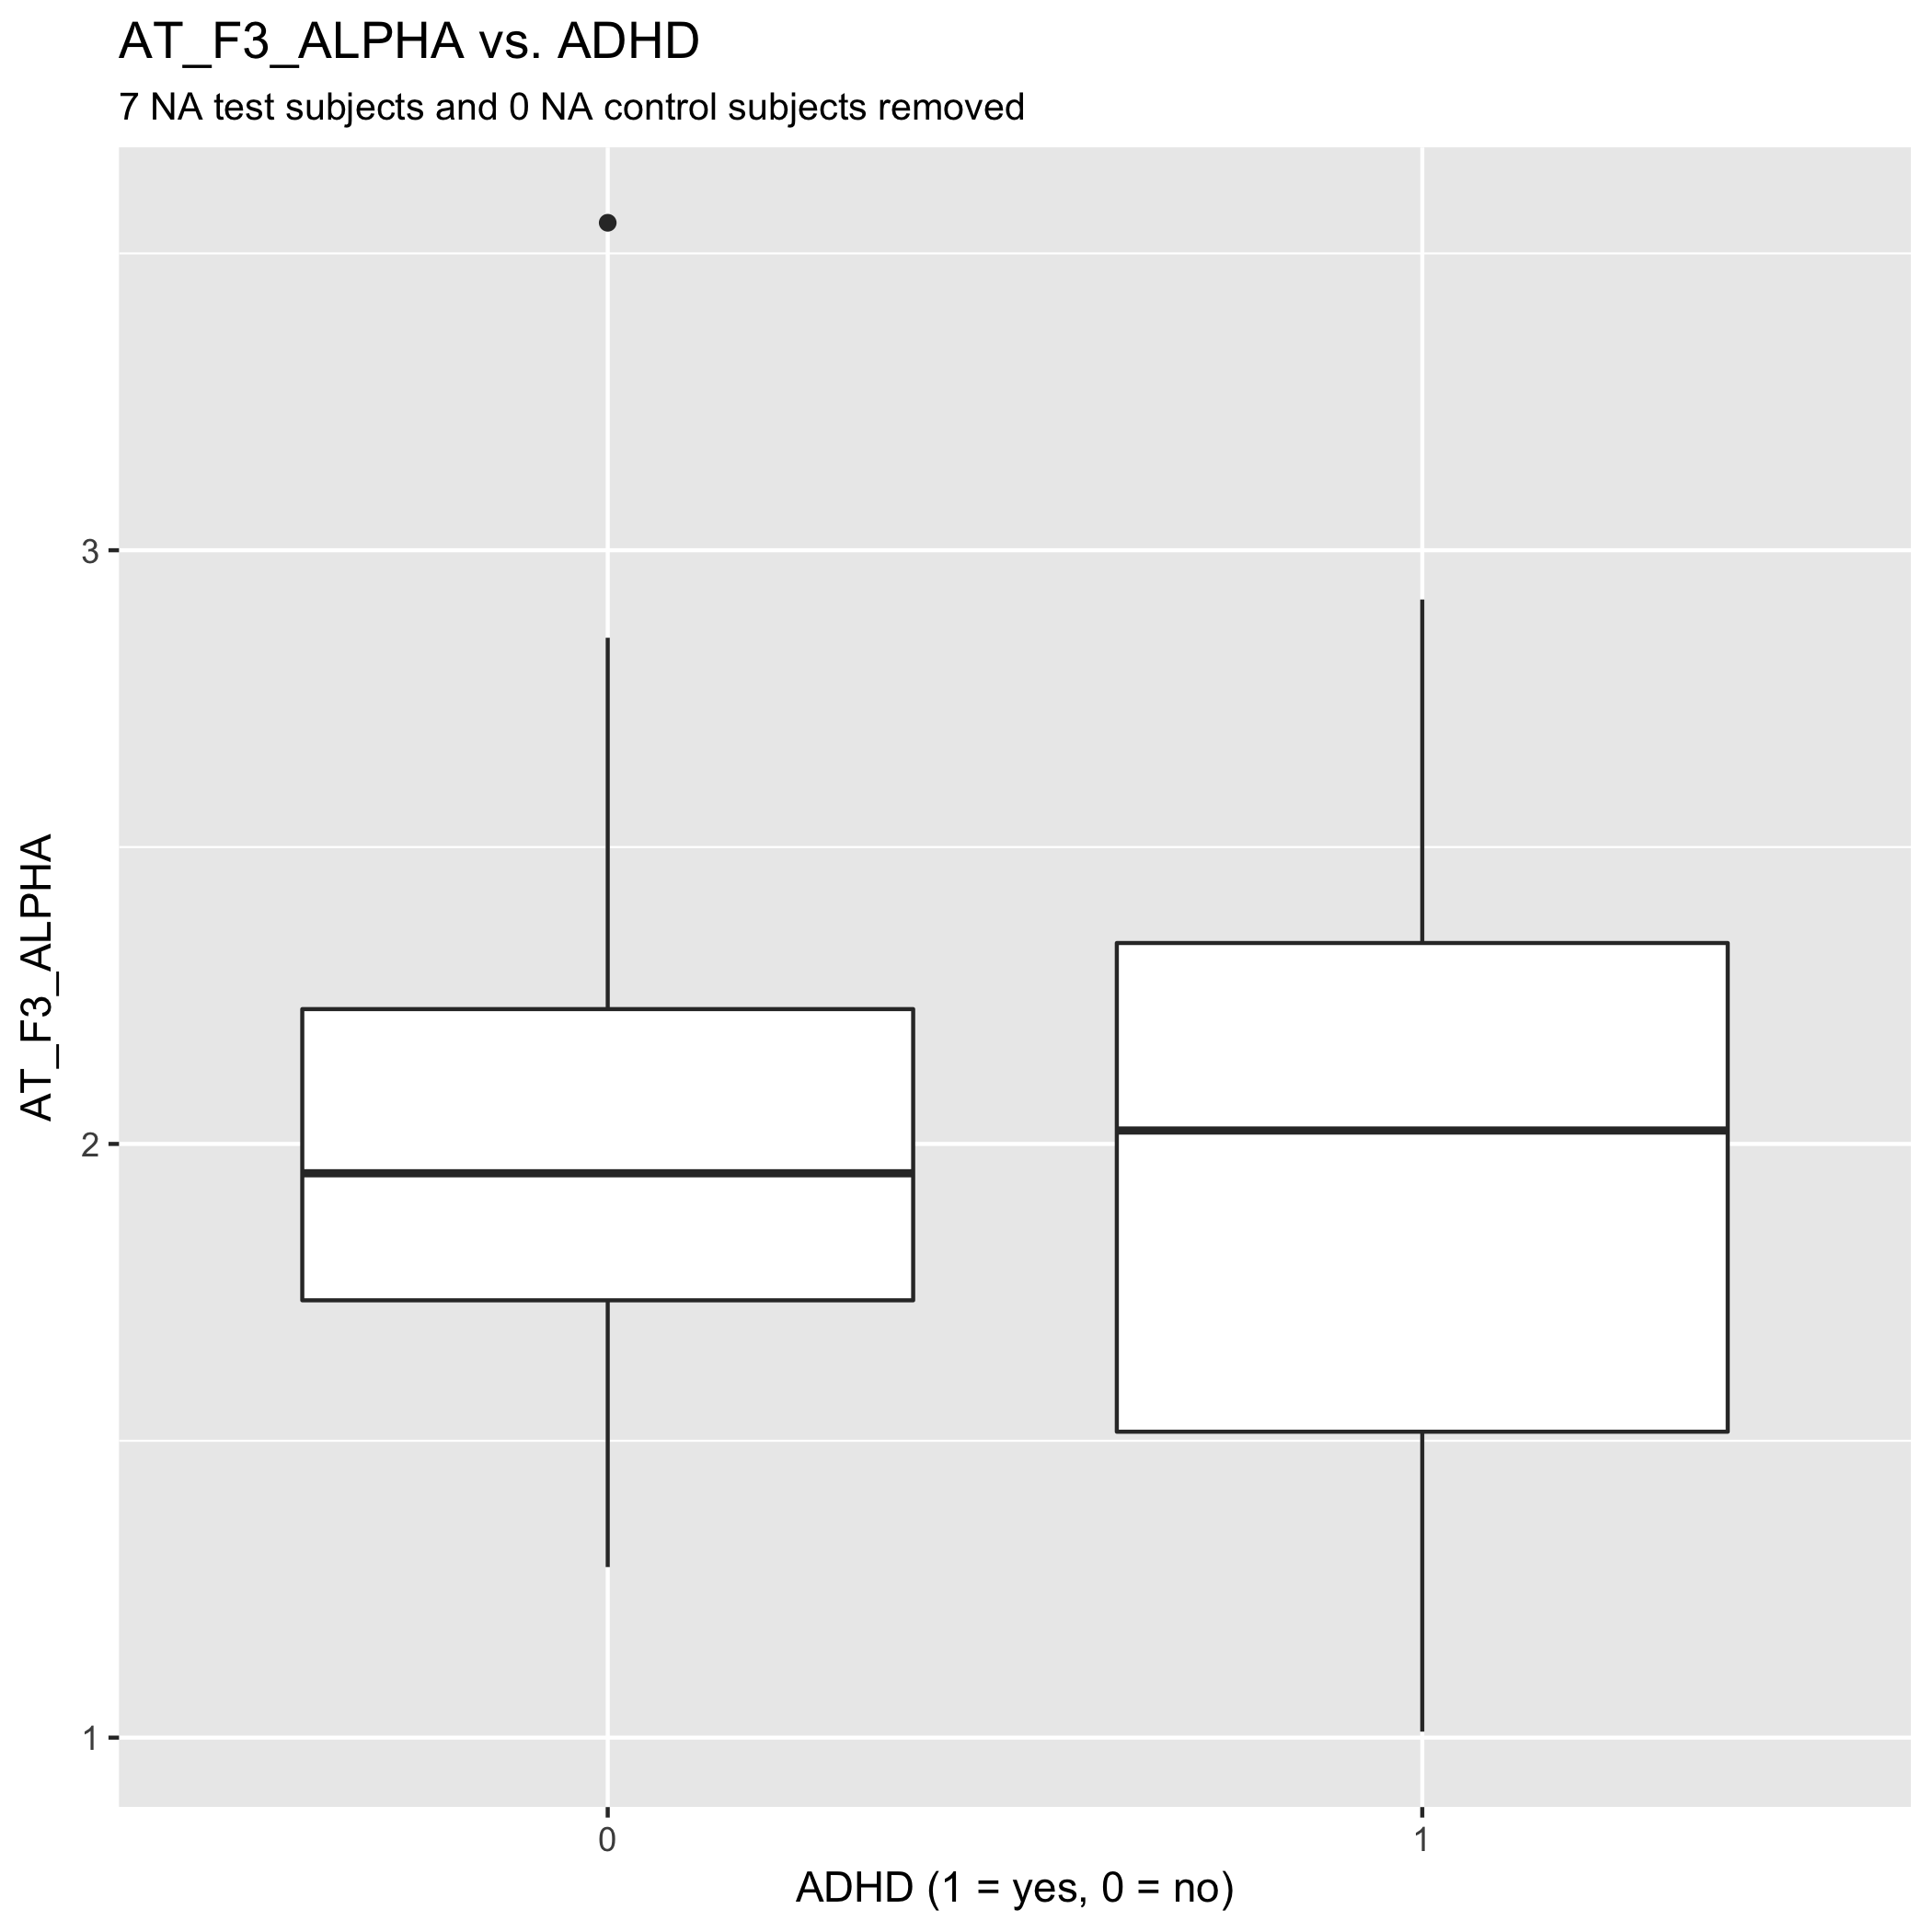 AT_F3_ALPHA vs. ADHD
7 NA test subjects and 0 NA control subjects removed
AT_F3_ALPHA
3
2
1
0
1
ADHD (1 = yes, 0 = no)